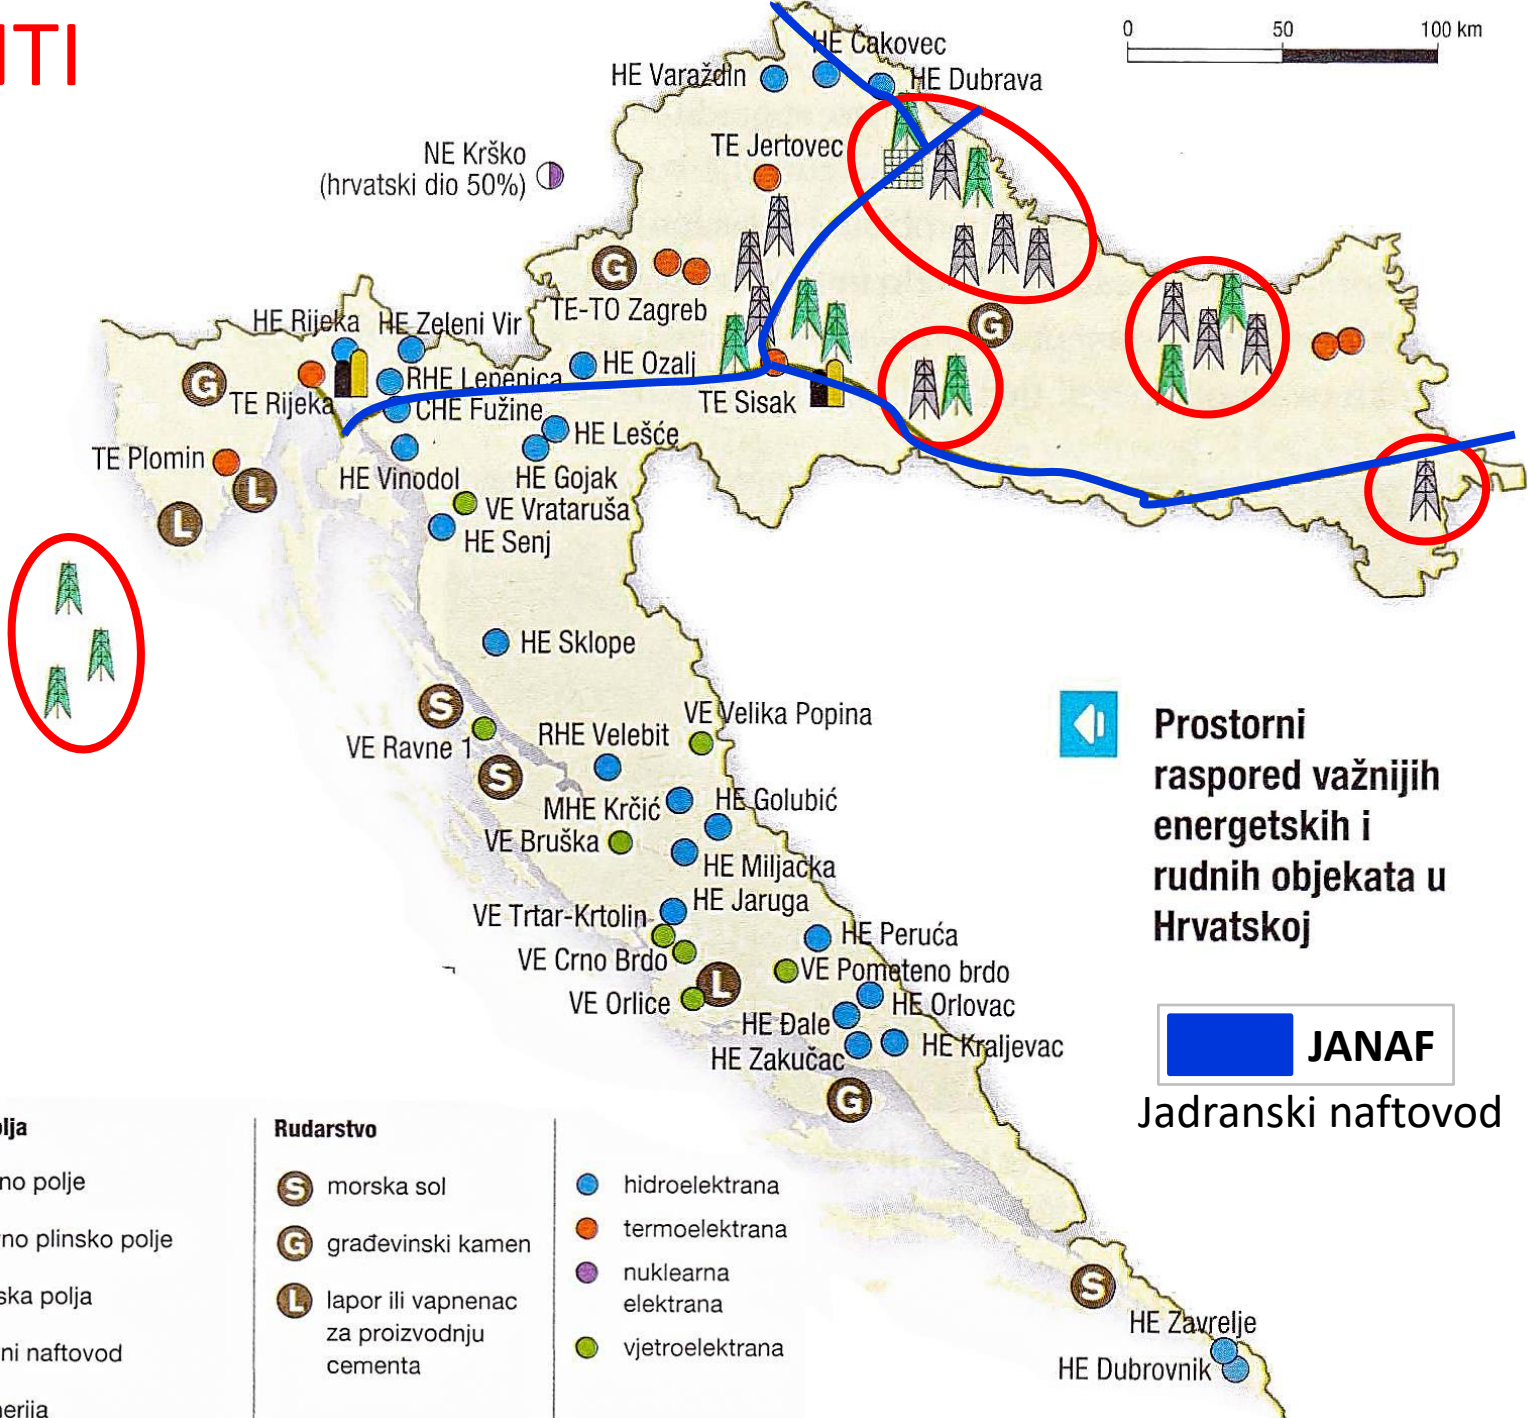 ITI
0 50 100 km
HE Čakovec
HE Varaždin
HE Dubrava
NE Krško
(hrvatski dio 50%)
TE Jertovec
G
TE-TO Zagreb
G
HE Rijeka
HE Zeleni Vir
HE Ozalj
G
RHE Lepenica
TE Rijeka
CHE Fužine
TE Sisak
HE Lešće
TE Plomin
HE Vinodol
HE Gojak
L
VE Vrataruša
L
HE Senj
HE Sklope
S
VE Velika Popina
VE Ravne 1
RHE Velebit
S
MHE Krčić
HE Golubić
VE Bruška
HE Miljacka
HE Jaruga
VE Trtar-Krtolin
HE Peruća
VE Crno Brdo
VE Pometeno brdo
L
VE Orlice
HE Orlovac
HE Đale
HE Kraljevac
HE Zakučac
G
S
HE Zavrelje
HE Dubrovnik
Prostorni
raspored važnijih
energetskih i
rudnih objekata u
Hrvatskoj
JANAF
Jadranski naftovod
lja
no polje
no plinsko polje
ska polja
ni naftovod
nerija
Rudarstvo
S morska sol
G građevinski kamen
L lapor ili vapnenac
za proizvodnju
cementa
hidroelektrana
termoelektrana
nuklearna
elektrana
vjetroelektrana